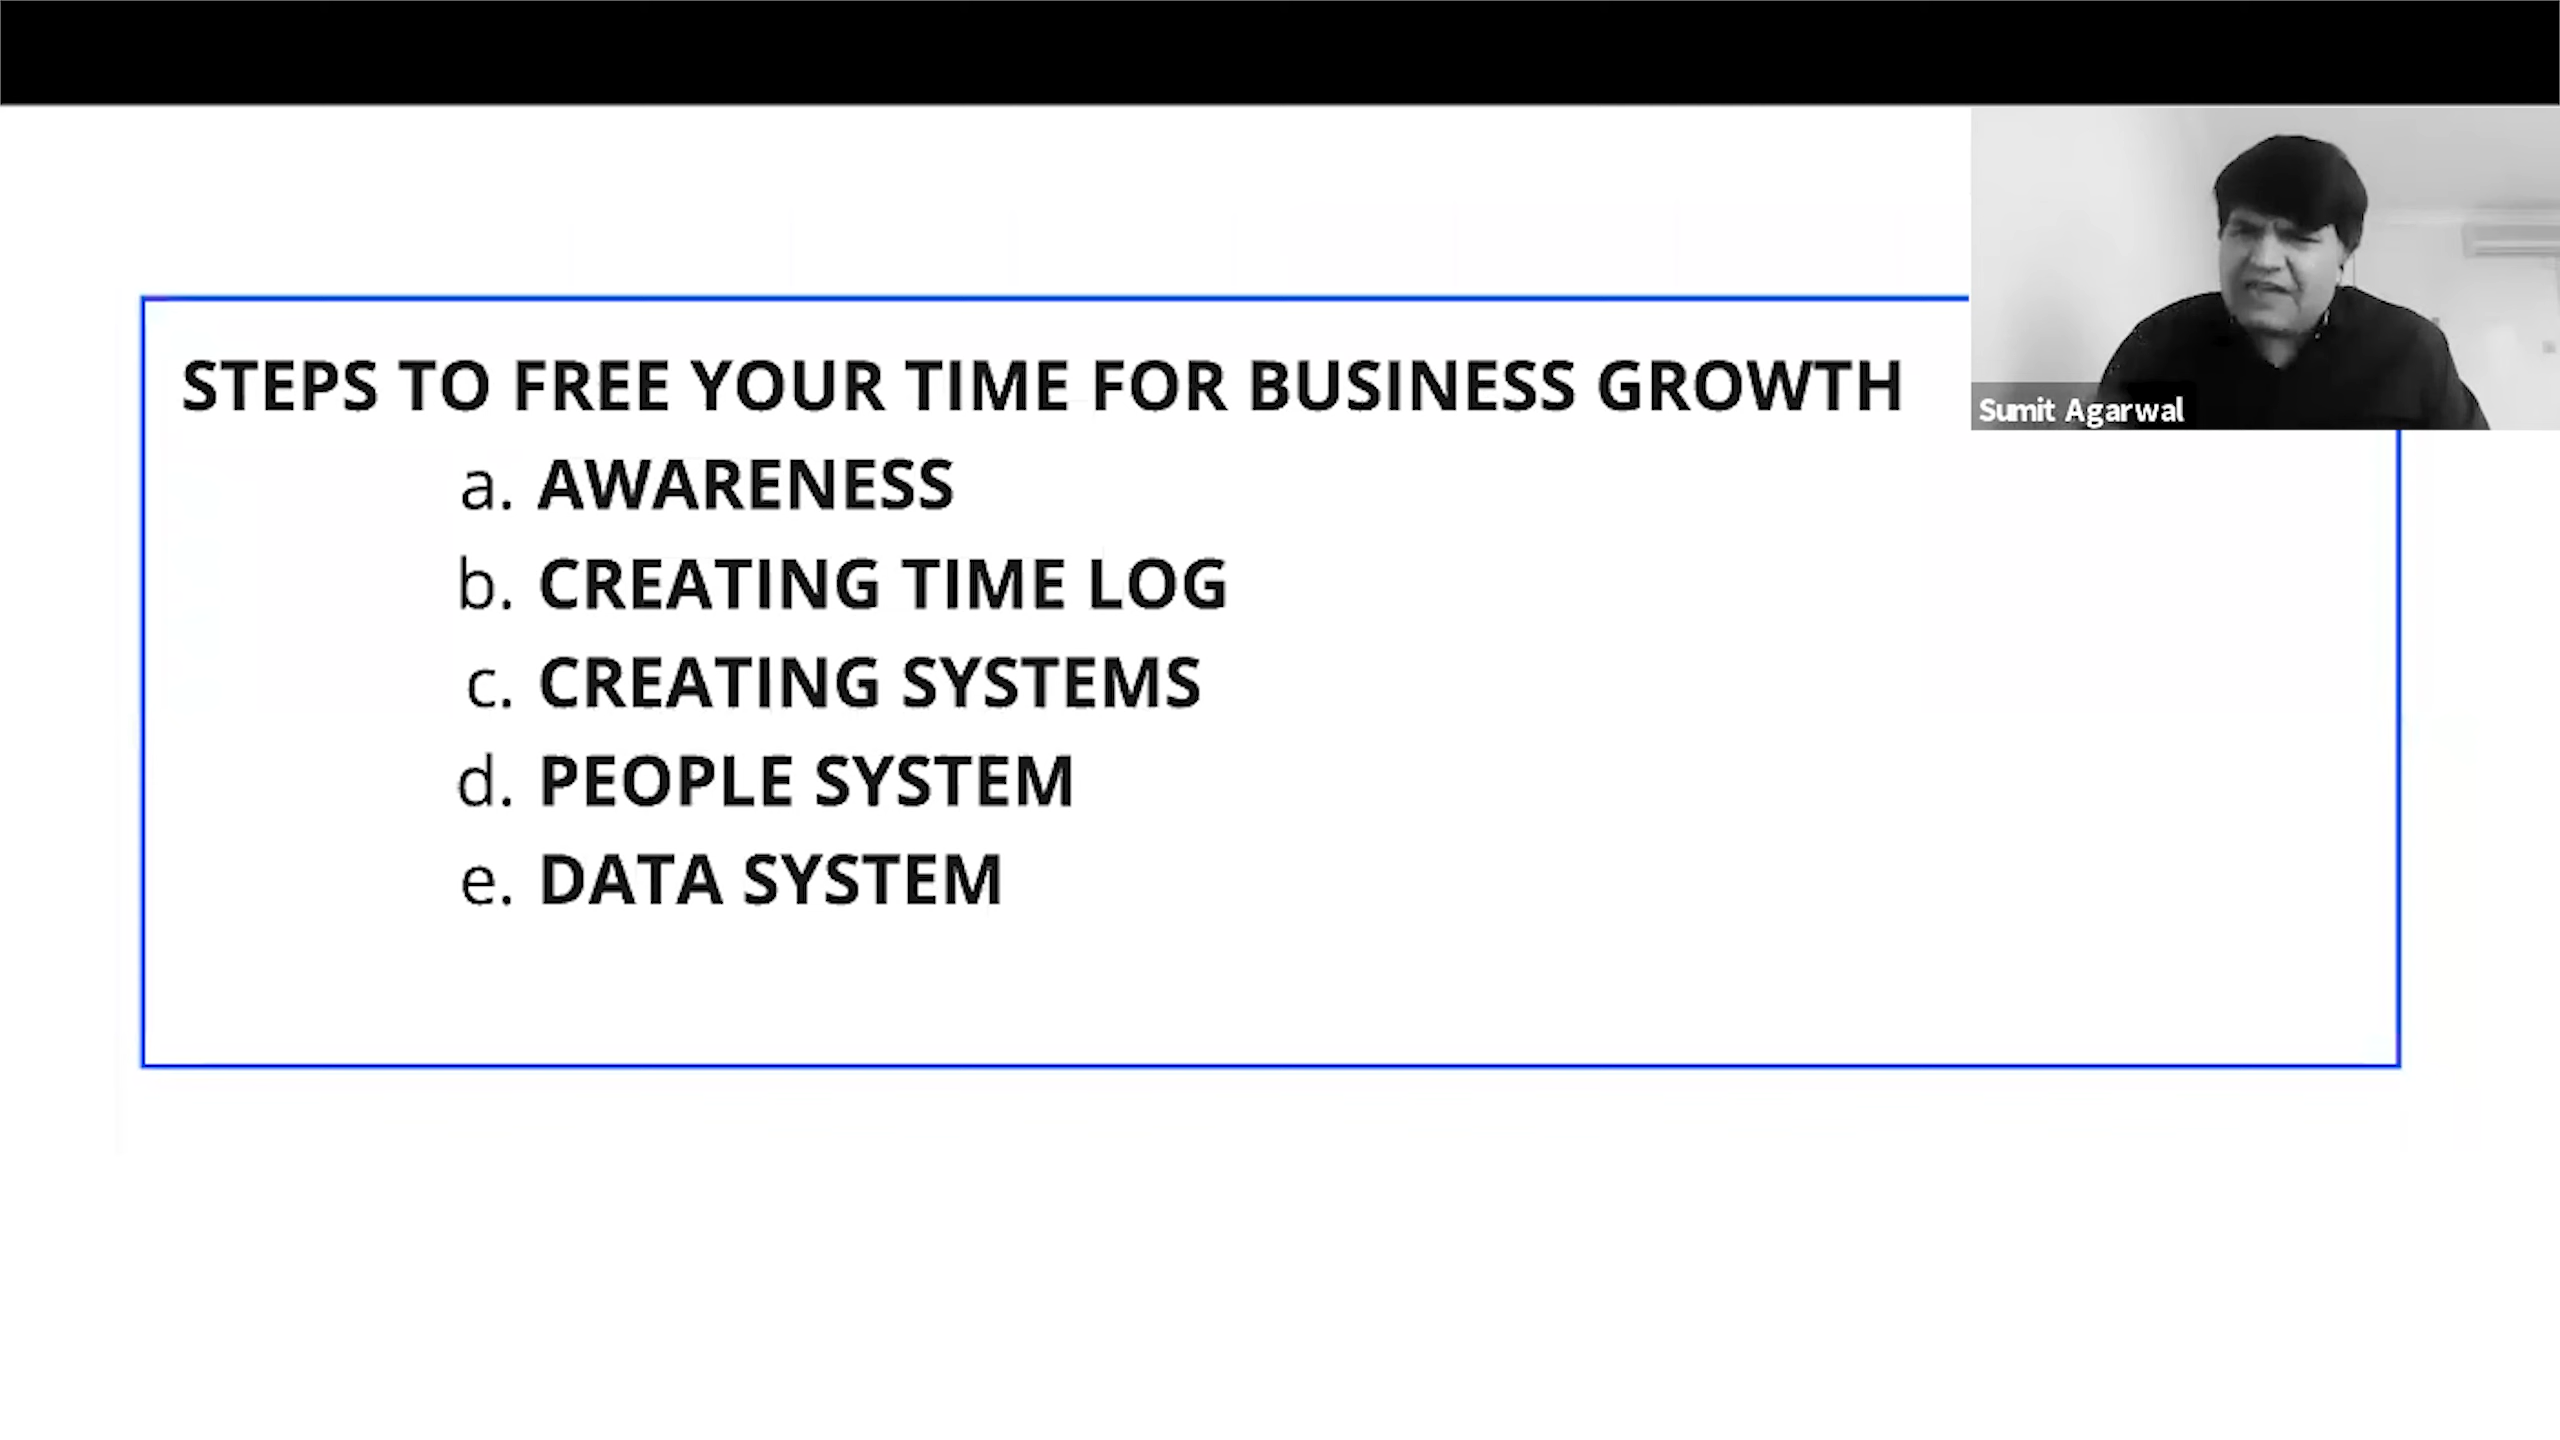 STEPS TO FREE YOUR TIME FOR BUSINESS GROWTH
a. AWARENESS
b. CREATING TIME LOG
c. CREATING SYSTEMS
d. PEOPLE SYSTEM
e. DATA SYSTEM
Sumit Agarwal